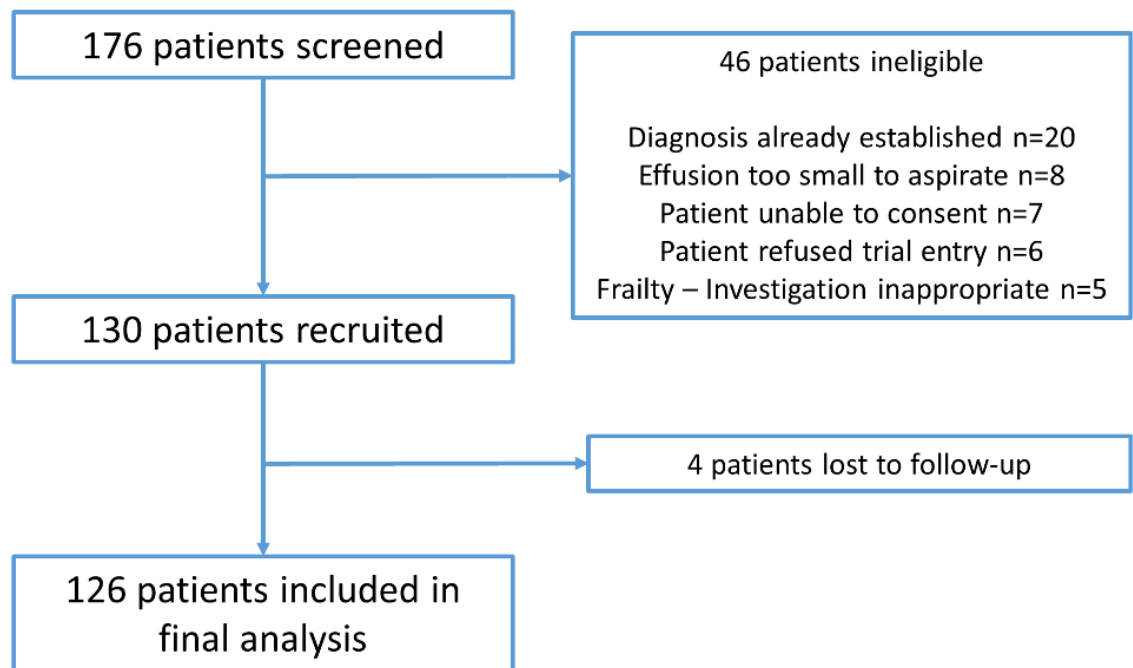 176 patients screened
46 patients ineligible
Diagnosis already established n=20
Effusion too small to aspirate n=8
Patient unable to consent n=7
Patient refused trial entry n=6
Frailty – Investigation inappropriate n=5
130 patients recruited
4 patients lost to follow-up
126 patients included in
final analysis